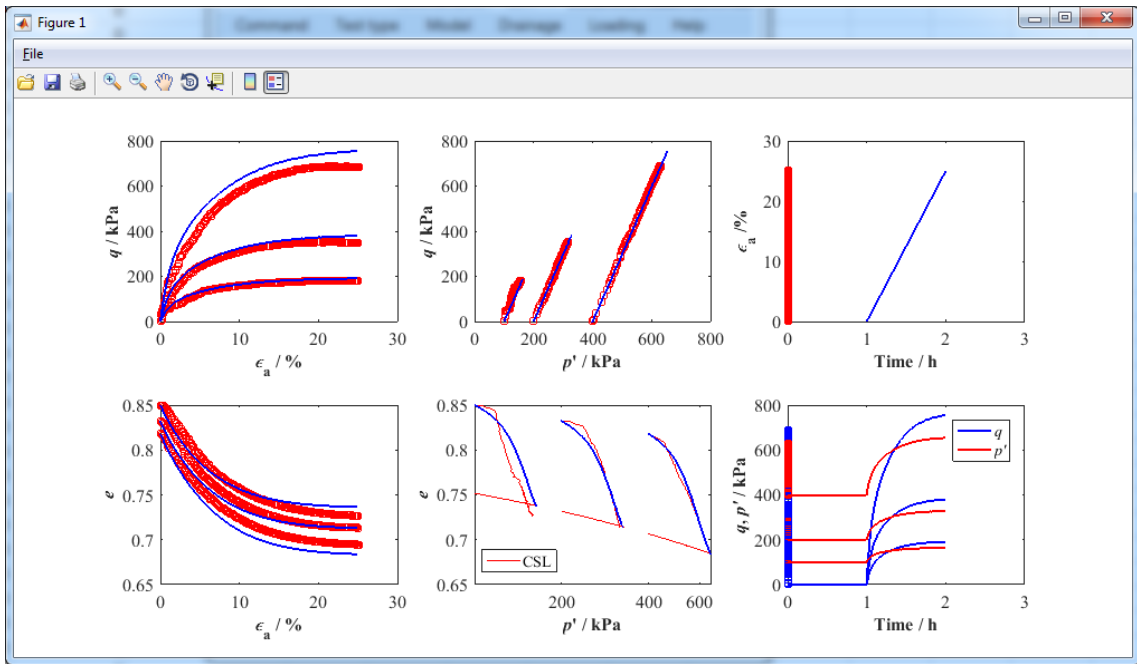 Command Test type Model Drainage Loading Help
Figure 1
File
800
600
400
200
0
0 10 20 30
q / kPa
ϵa / %
800
600
400
200
0
0 200 400 600 800
q / kPa
p' / kPa
30
20
10
0
0 1 2 3
ϵa /%
Time / h
0.85
0.8
0.75
0.7
0.65
0 10 20 30
e
ϵa / %
0.85
0.8
0.75
0.7
0.65
200 400 600
e
p' / kPa
CSL
800
600
400
200
0
0 1 2 3
q, p' / kPa
Time / h
q
p'